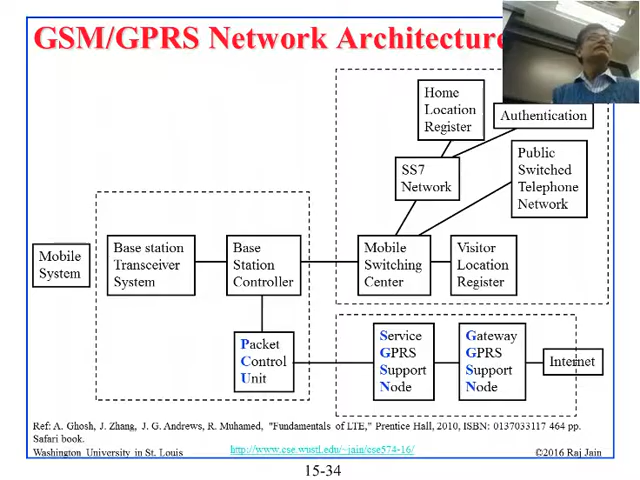 GSM/GPRS Network Architecture
Home
Location
Register
Authentication
SS7
Network
Public
Switched
Telephone
Network
Mobile
System
Base station
Transceiver
System
Base
Station
Controller
Mobile
Switching
Center
Visitor
Location
Register
Packet
Control
Unit
Service
GPRS
Support
Node
Gateway
GPRS
Support
Node
Internet
Ref: A. Ghosh, J. Zhang, J. G. Andrews, R. Muhamed, "Fundamentals of LTE," Prentice Hall, 2010, ISBN: 0137033117 464 pp.
Safari book.
Washington University in St. Louis
http://www.cse.wustl.edu/~jain/cse574-16/
©2016 Raj Jain
15-34